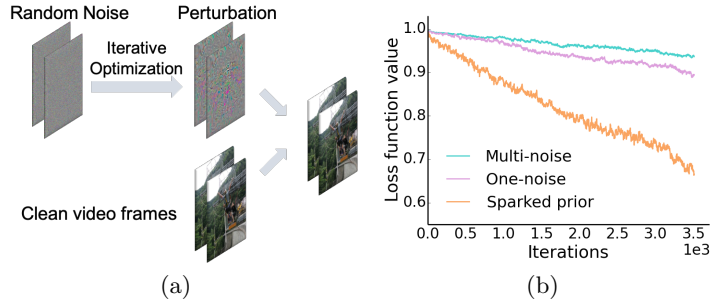 Random Noise
Perturbation
Iterative
Optimization
Clean video frames
(a)
Loss function value
1.0
0.9
0.8
0.7
0.6
Multi-noise
One-noise
Sparked prior
0.0 0.5 1.0 1.5 2.0 2.5 3.0 3.5
1e3
Iterations
(b)